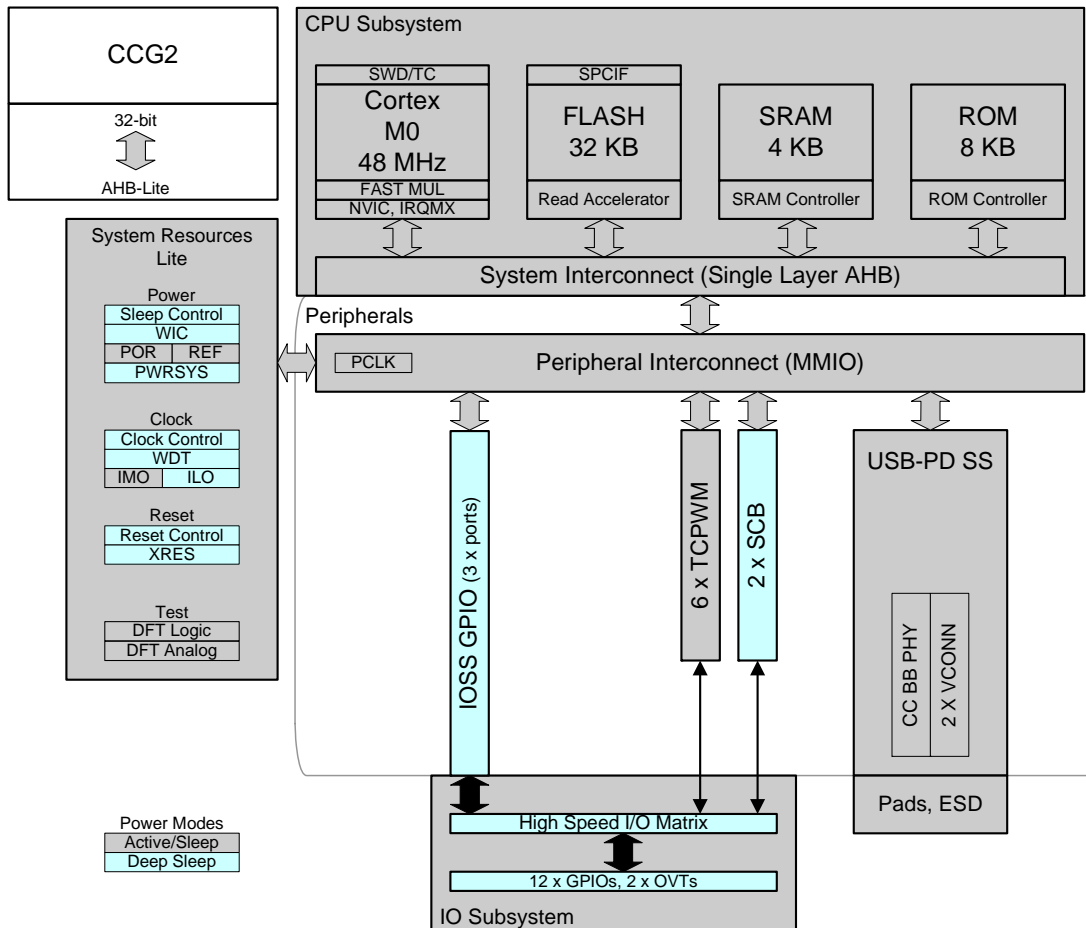 CCG2
32-bit
AHB-Lite
CPU Subsystem
SWD/TC
Cortex
M0
48 MHz
FAST MUL
NVIC, IRQMX
SPCIF
FLASH
32 KB
Read Accelerator
SRAM
4 KB
SRAM Controller
ROM
8 KB
ROM Controller
System Interconnect (Single Layer AHB)
System Resources
Lite
Power
Sleep Control
WIC
POR REF
PWRSYS
Clock
Clock Control
WDT
IMO ILO
Reset
Reset Control
XRES
Test
DFT Logic
DFT Analog
Peripherals
PCLK
Peripheral Interconnect (MMIO)
IOSS GPIO (3 x ports)
6 x TCPWM
2 x SCB
USB-PD SS
CC BB PHY
2 X VCONN
Pads, ESD
High Speed I/O Matrix
12 x GPIOs, 2 x OVTs
IO Subsystem
Power Modes
Active/Sleep
Deep Sleep